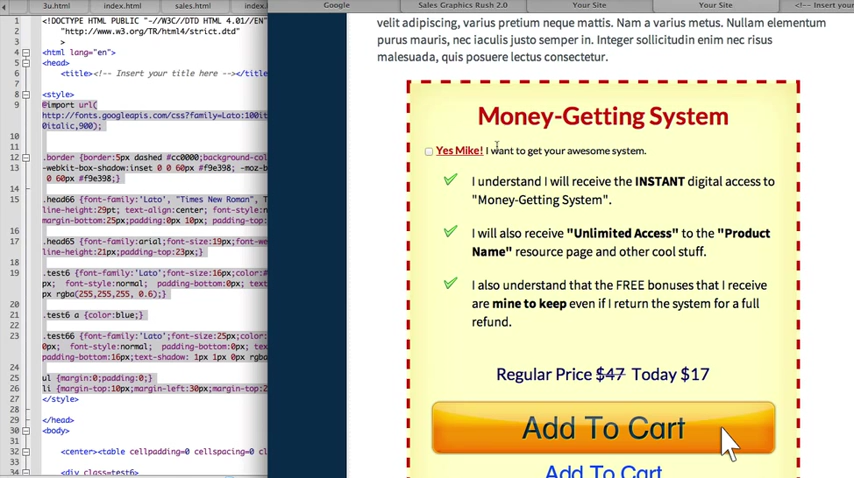 3u.html index.html sales.html index.
Google Sales Graphics Rush 2.0 Your Site Your Site <!-- Insert your
1 <!DOCTYPE HTML PUBLIC "-//W3C//DTD HTML 4.01//EN"
2 "http://www.w3.org/TR/html4/strict.dtd"
3 >
4 <html lang="en">
5 <head>
6 <title><!-- Insert your title here --></title>
7
8 <style>
9 @import url(
http://fonts.googleapis.com/css?family=Lato:100it
0italic,900);
10
11
12 .border {border:5px dashed #cc0000;background-col
13 -webkit-box-shadow:inset 0 0 60px #f9e398; -moz-b
0 60px #f9e398;}
14
15 .head66 {font-family:'Lato', "Times New Roman",
line-height:29pt; text-align:center; font-style:n
margin-bottom:25px;padding:0px 10px; padding-top:
16
17 .head65 {font-family:arial;font-size:19px;font-we
line-height:21px;padding-top:23px;}
18
19 .test6 {font-family:'Lato';font-size:16px;color:#
px; font-style:normal; padding-bottom:0px; text
px rgba(255,255,255, 0.6);}
20
21 .test6 a {color:blue;}
22
23 .test66 {font-family:'Lato';font-size:25px;color:
0px; font-style:normal; padding-bottom:0px; tex
padding-bottom:16px;text-shadow: 1px 1px 0px rgba
24
25 ul {margin:0;padding:0;}
26 li {margin-top:10px;margin-left:30px;margin-bott
27 </style>
28
29 </head>
30 <body>
31
32 <center><table cellpadding=0 cellspacing=0 cl
33
34 <div class=test6>
velit adipiscing, varius pretium neque mattis. Nam a varius metus. Nullam elementum
purus mauris, nec iaculis justo semper in. Integer sollicitudin enim nec risus
malesuada, quis posuere lectus consectetur.
Money-Getting System
Yes Mike! I want to get your awesome system.
I understand I will receive the INSTANT digital access to
"Money-Getting System".
I will also receive "Unlimited Access" to the "Product
Name" resource page and other cool stuff.
I also understand that the FREE bonuses that I receive
are mine to keep even if I return the system for a full
refund.
Regular Price $47 Today $17
Add To Cart
Add To Cart